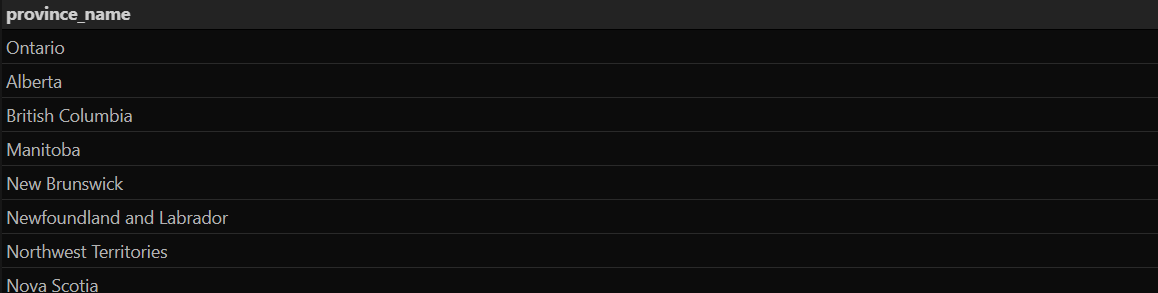 province_name
Ontario
Alberta
British Columbia
Manitoba
New Brunswick
Newfoundland and Labrador
Northwest Territories
Nova Scotia